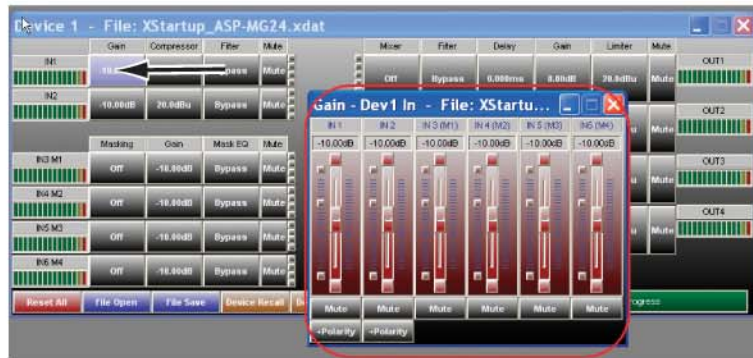 Device 1 - File: XStartup_ASP-MG24.xdat
Gain Compressor Filter Mute Mixer Filter Delay Gain Limiter Mute
IN1 Mute Off Bypass 0.000ms 0.00dB 20.0dBu Mute OUT1
IN2 -10.00dB 20.0dBu Bypass Mute Mute OUT2
Masking Gain Mask EQ Mute
IN3 M1 Off -10.00dB Bypass Mute Mute OUT3
IN4 M2 Off -10.00dB Bypass Mute Mute OUT4
IN5 M3 Off -10.00dB Bypass Mute
IN6 M4 Off -10.00dB Bypass Mute
Reset All File Open File Save Device Recall
Gain - Dev1 In - File: XStartu...
IN 1 IN 2 IN 3 (M1) IN 4 (M2) IN 5 (M3) IN6 (M4)
-10.00dB -10.00dB -10.00dB -10.00dB -10.00dB -10.00dB
Mute Mute Mute Mute Mute Mute
+Polarity +Polarity